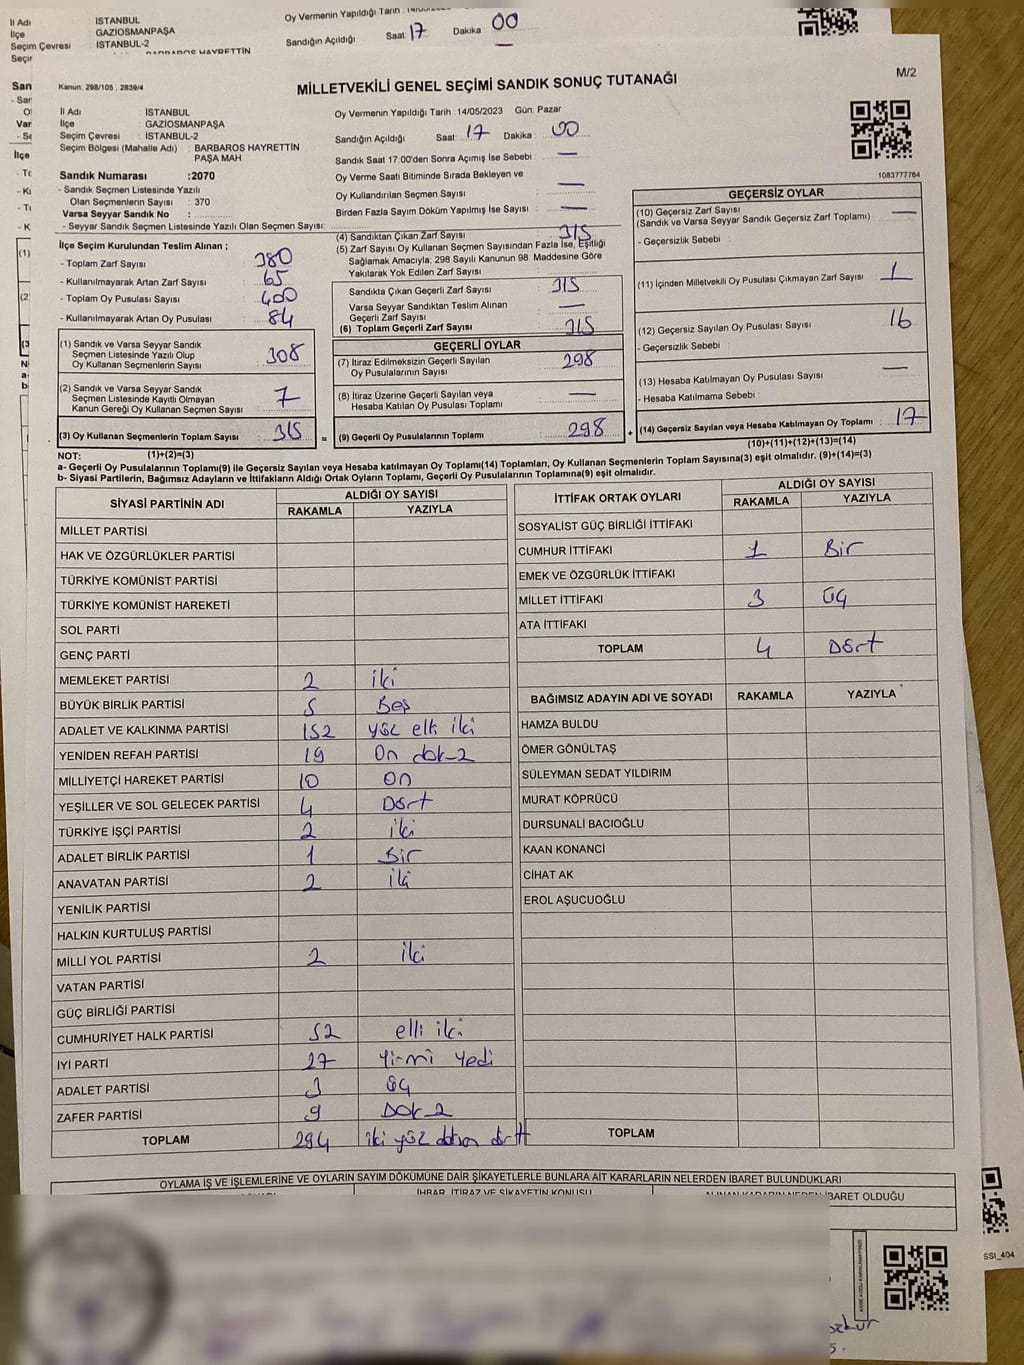 İl Adı : İSTANBUL
İlçe : GAZİOSMANPAŞA
Seçim Çevresi : İSTANBUL-2
Oy Vermenin Yapıldığı Tarih :
Sandığın Açıldığı Saat: 17 Dakika : 00
Kanun; 298/105 , 2839/4
MİLLETVEKİLİ GENEL SEÇİMİ SANDIK SONUÇ TUTANAĞI
M/2
İl Adı : İSTANBUL
İlçe : GAZİOSMANPAŞA
Seçim Çevresi : İSTANBUL-2
Seçim Bölgesi (Mahalle Adı) : BARBAROS HAYRETTİN
PAŞA MAH.
Sandık Numarası :2070
- Sandık Seçmen Listesinde Yazılı
Olan Seçmenlerin Sayısı : 370
Varsa Seyyar Sandık No :
- Seyyar Sandık Seçmen Listesinde Yazılı Olan Seçmen Sayısı:
Oy Vermenin Yapıldığı Tarih : 14/05/2023 Gün: Pazar
Sandığın Açıldığı Saat: 17 Dakika : 00
Sandık Saat 17:00'den Sonra Açılmış İse Sebebi : —
Oy Verme Saati Bitiminde Sırada Bekleyen ve
Oy Kullandırılan Seçmen Sayısı —
Birden Fazla Sayım Döküm Yapılmış İse Sayısı : —
1083777764
İlçe Seçim Kurulundan Teslim Alınan ;
- Toplam Zarf Sayısı : 380
- Kullanılmayarak Artan Zarf Sayısı : 65
- Toplam Oy Pusulası Sayısı : 400
- Kullanılmayarak Artan Oy Pusulası : 84
(1) Sandık ve Varsa Seyyar Sandık
Seçmen Listesinde Yazılı Olup
Oy Kullanan Seçmenlerin Sayısı : 308
(2) Sandık ve Varsa Seyyar Sandık
Seçmen Listesinde Kayıtlı Olmayan
Kanun Gereği Oy Kullanan Seçmen Sayısı : 7
(3) Oy Kullanan Seçmenlerin Toplam Sayısı : 315
(1)+(2)=(3)
(4) Sandıktan Çıkan Zarf Sayısı : 315
(5) Zarf Sayısı Oy Kullanan Seçmen Sayısından Fazla İse, Eşitliği
Sağlamak Amacıyla, 298 Sayılı Kanunun 98. Maddesine Göre
Yakılarak Yok Edilen Zarf Sayısı :
Sandıkta Çıkan Geçerli Zarf Sayısı : 315
Varsa Seyyar Sandıktan Teslim Alınan
Geçerli Zarf Sayısı : —
(6) Toplam Geçerli Zarf Sayısı : 315
GEÇERLİ OYLAR
(7) İtiraz Edilmeksizin Geçerli Sayılan
Oy Pusulalarının Sayısı : 298
(8) İtiraz Üzerine Geçerli Sayılan veya
Hesaba Katılan Oy Pusulası Toplamı : —
= (9) Geçerli Oy Pusulalarının Toplamı : 298
GEÇERSİZ OYLAR
(10) Geçersiz Zarf Sayısı :
(Sandık ve Varsa Seyyar Sandık Geçersiz Zarf Toplamı) —
- Geçersizlik Sebebi :
(11) İçinden Milletvekili Oy Pusulası Çıkmayan Zarf Sayısı : 1
(12) Geçersiz Sayılan Oy Pusulası Sayısı : 16
- Geçersizlik Sebebi :
(13) Hesaba Katılmayan Oy Pusulası Sayısı : —
- Hesaba Katılmama Sebebi :
+ (14) Geçersiz Sayılan veya Hesaba Katılmayan Oy Toplamı : 17
(10)+(11)+(12)+(13)=(14)
NOT:
a- Geçerli Oy Pusulalarının Toplamı(9) ile Geçersiz Sayılan veya Hesaba katılmayan Oy Toplamı(14) Toplamları, Oy Kullanan Seçmenlerin Toplam Sayısına(3) eşit olmalıdır. (9)+(14)=(3)
b- Siyasi Partilerin, Bağımsız Adayların ve İttifakların Aldığı Ortak Oyların Toplamı, Geçerli Oy Pusulalarının Toplamına(9) eşit olmalıdır.
SİYASİ PARTİNİN ADI ALDIĞI OY SAYISI
RAKAMLA YAZIYLA
MİLLET PARTİSİ
HAK VE ÖZGÜRLÜKLER PARTİSİ
TÜRKİYE KOMÜNİST PARTİSİ
TÜRKİYE KOMÜNİST HAREKETİ
SOL PARTİ
GENÇ PARTİ
MEMLEKET PARTİSİ 2 iki
BÜYÜK BİRLİK PARTİSİ 5 Beş
ADALET VE KALKINMA PARTİSİ 152 yüz elli iki
YENİDEN REFAH PARTİSİ 19 On dok-2
MİLLİYETÇİ HAREKET PARTİSİ 10 on
YEŞİLLER VE SOL GELECEK PARTİSİ 4 Dört
TÜRKİYE İŞÇİ PARTİSİ 2 iki
ADALET BİRLİK PARTİSİ 1 Bir
ANAVATAN PARTİSİ 2 iki
YENİLİK PARTİSİ
HALKIN KURTULUŞ PARTİSİ
MİLLİ YOL PARTİSİ 2 iki
VATAN PARTİSİ
GÜÇ BİRLİĞİ PARTİSİ
CUMHURİYET HALK PARTİSİ 52 elli iki
İYİ PARTİ 27 Yirmi Yedi
ADALET PARTİSİ 3 üç
ZAFER PARTİSİ 9 Dok-2
TOPLAM 294 iki yüz doksan dört
İTTİFAK ORTAK OYLARI ALDIĞI OY SAYISI
RAKAMLA YAZIYLA
SOSYALİST GÜÇ BİRLİĞİ İTTİFAKI
CUMHUR İTTİFAKI 1 Bir
EMEK VE ÖZGÜRLÜK İTTİFAKI
MİLLET İTTİFAKI 3 üç
ATA İTTİFAKI
TOPLAM 4 Dört
BAĞIMSIZ ADAYIN ADI VE SOYADI RAKAMLA YAZIYLA
HAMZA BULDU
ÖMER GÖNÜLTAŞ
SÜLEYMAN SEDAT YILDIRIM
MURAT KÖPRÜCÜ
DURSUNALİ BACIOĞLU
KAAN KONANCİ
CİHAT AK
EROL AŞUCUOĞLU
TOPLAM
OYLAMA İŞ VE İŞLEMLERİNE VE OYLARIN SAYIM DÖKÜMÜNE DAİR ŞİKAYETLERLE BUNLARA AİT KARARLARIN NELERDEN İBARET BULUNDUKLARI
İHBAR, İTİRAZ VE ŞİKAYETİN KONUSU
İBARET OLDUĞU
SSI_404